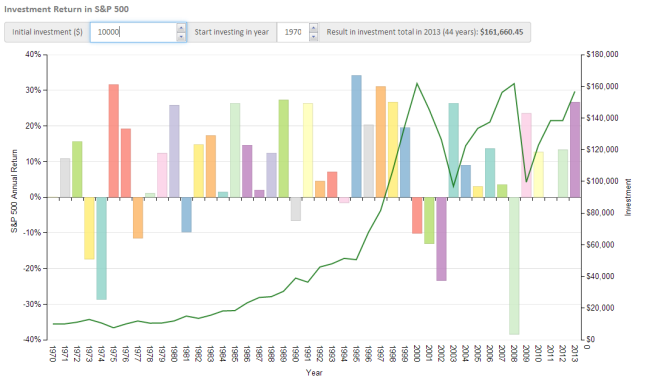 Investment Return in S&P 500
Initial investment ($) 10000 Start investing in year 1970 Result in investment total in 2013 (44 years): $161,660.45
40% $180,000
30% $160,000
$140,000
20%
$120,000
10%
$100,000
0%
$80,000
-10%
$60,000
-20%
$40,000
-30%
$20,000
-40% $0
S&P 500 Annual Return
Investment
1970 1971 1972 1973 1974 1975 1976 1977 1978 1979 1980 1981 1982 1983 1984 1985 1986 1987 1988 1989 1990 1991 1992 1993 1994 1995 1996 1997 1998 1999 2000 2001 2002 2003 2004 2005 2006 2007 2008 2009 2010 2011 2012 2013 0
Year